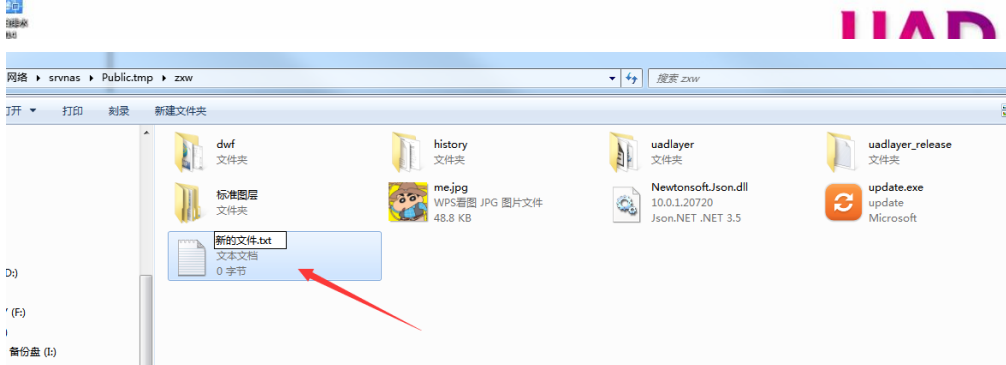 UAD
网络 srvnas Public.tmp zxw
搜索 zxw
打开 打印 刻录 新建文件夹
dwf
文件夹
history
文件夹
uadlayer
文件夹
uadlayer_release
文件夹
标准图层
文件夹
me.jpg
WPS看图 JPG 图片文件
48.8 KB
Newtonsoft.Json.dll
10.0.1.20720
Json.NET .NET 3.5
update.exe
update
Microsoft
新的文件.txt
文本文档
0 字节
D:)
(F:)
备份盘 (I:)